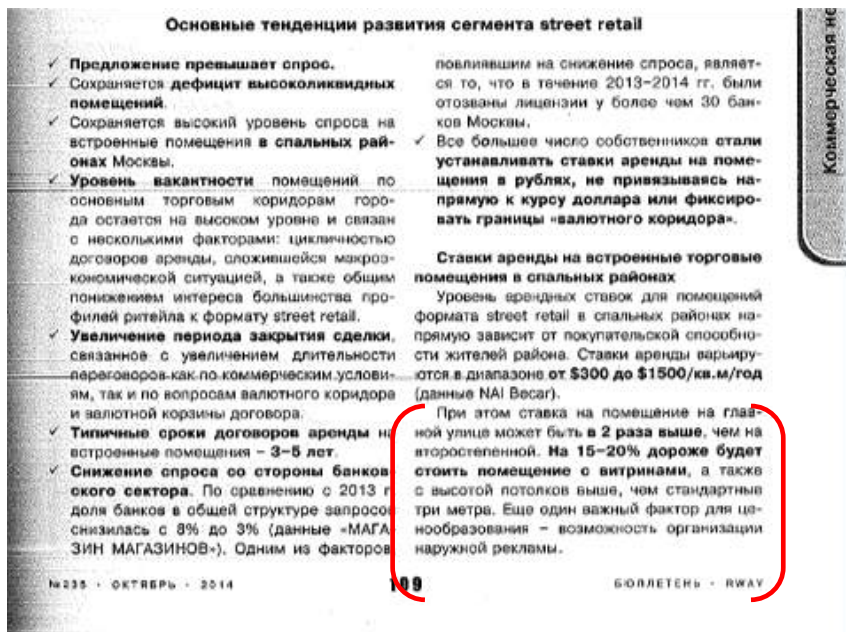 Основные тенденции развития сегмента street retail
✓ Предложение превышает спрос.
✓ Сохраняется дефицит высоколиквидных
помещений.
✓ Сохраняется высокий уровень спроса на
встроенные помещения в спальных рай-
онах Москвы.
✓ Уровень вакантности помещений по
основным торговым коридорам горо-
да остается на высоком уровне и связан
с несколькими факторами: цикличностью
договоров аренды, сложившейся макроэ-
кономической ситуацией, а также общим
понижением интереса большинства про-
филей ритейла к формату street retail.
✓ Увеличение периода закрытия сделки,
связанное с увеличением длительности
переговоров как по коммерческим услови-
ям, так и по вопросам валютного коридора
и валютной корзины договора.
✓ Типичные сроки договоров аренды на
встроенные помещения – 3–5 лет.
✓ Снижение спроса со стороны банков-
ского сектора. По сравнению с 2013 г.
доля банков в общей структуре запросов
снизилась с 8% до 3% (данные «МАГА-
ЗИН МАГАЗИНОВ»). Одним из факторов,
повлиявшим на снижение спроса, являет-
ся то, что в течение 2013–2014 гг. были
отозваны лицензии у более чем 30 бан-
ков Москвы.
✓ Все большее число собственников стали
устанавливать ставки аренды на поме-
щения в рублях, не привязываясь на-
прямую к курсу доллара или фиксиро-
вать границы «валютного коридора».
Ставки аренды на встроенные торговые
помещения в спальных районах
Уровень арендных ставок для помещений
формата street retail в спальных районах на-
прямую зависит от покупательской способно-
сти жителей района. Ставки аренды варьиру-
ются в диапазоне от $300 до $1500/кв.м/год
(данные NAI Becar).
При этом ставка на помещение на глав-
ной улице может быть в 2 раза выше, чем на
второстепенной. На 15–20% дороже будет
стоить помещение с витринами, а также
с высотой потолков выше, чем стандартные
три метра. Еще один важный фактор для це-
нообразования – возможность организации
наружной рекламы.
№235 · ОКТЯБРЬ · 2014
109
БЮЛЛЕТЕНЬ · RWAY
Коммерческая не